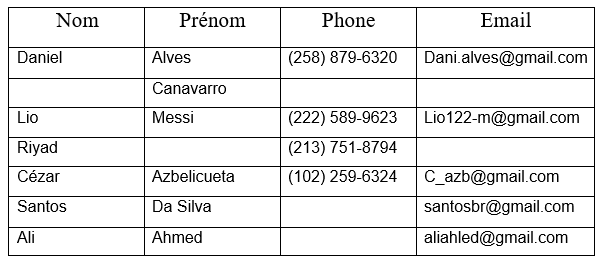 Nom Prénom Phone Email
Daniel Alves (258) 879-6320 Dani.alves@gmail.com
Canavarro
Lio Messi (222) 589-9623 Lio122-m@gmail.com
Riyad (213) 751-8794
Cézar Azbelicueta (102) 259-6324 C_azb@gmail.com
Santos Da Silva santosbr@gmail.com
Ali Ahmed aliahled@gmail.com